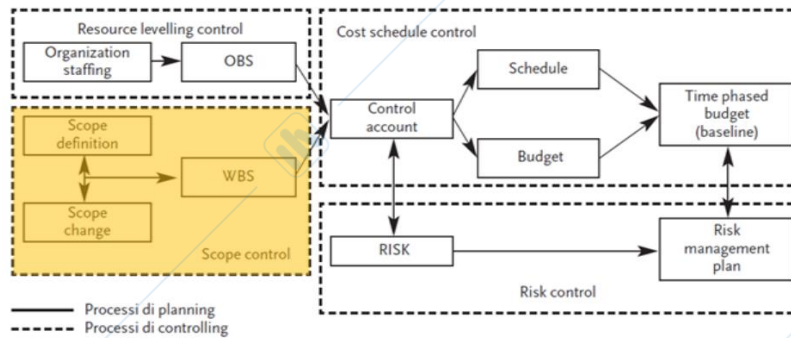 Resource levelling control
Organization
staffing
OBS
Scope
definition
WBS
Scope
change
Scope control
Cost schedule control
Schedule
Control
account
Budget
Time phased
budget
(baseline)
RISK
Risk
management
plan
Risk control
Processi di planning
Processi di controlling